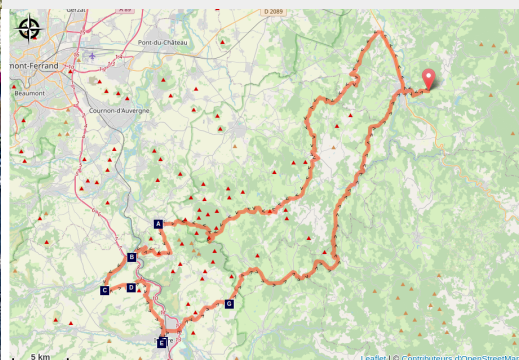 D 2089
Pont-du-Château
mont-Ferrand
Beaumont
Cournon-d'Auvergne
A
B
C
D
G
E
5 km
Leaflet | © Contributeurs d'OpenStreetMap